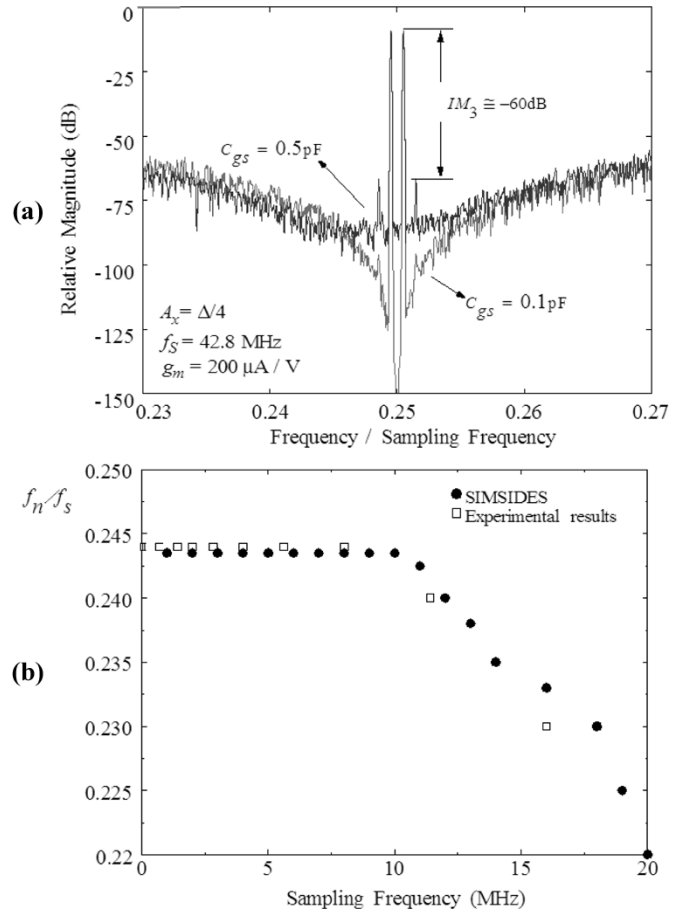 (a)
Relative Magnitude (dB)
0
-25
-50
-75
-100
-125
-150
IM3 ≅ −60dB
Cgs = 0.5pF
Cgs = 0.1pF
Ax = Δ/4
fS = 42.8 MHz
gm = 200 µA / V
0.23 0.24 0.25 0.26 0.27
Frequency / Sampling Frequency
(b)
fn/fs
0.250
0.245
0.240
0.235
0.230
0.225
0.22
SIMSIDES
Experimental results
0 5 10 15 20
Sampling Frequency (MHz)